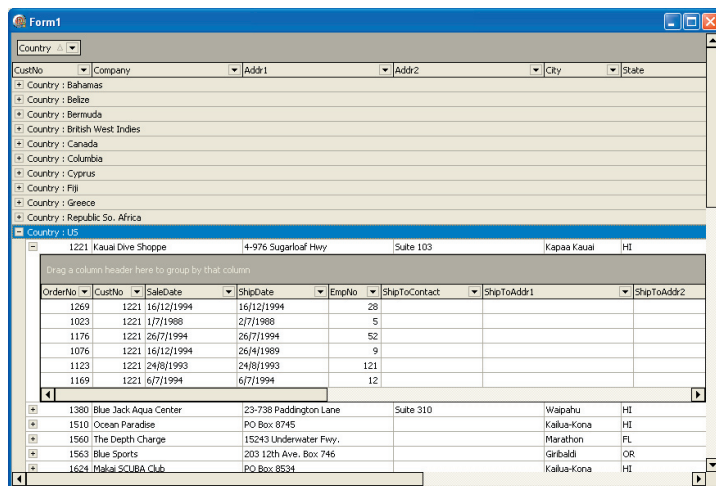 Form1
Country
CustNo Company Addr1 Addr2 City State
Country : Bahamas
Country : Belize
Country : Bermuda
Country : British West Indies
Country : Canada
Country : Columbia
Country : Cyprus
Country : Fiji
Country : Greece
Country : Republic So. Africa
Country : US
1221 Kauai Dive Shoppe 4-976 Sugarloaf Hwy Suite 103 Kapaa Kauai HI
Drag a column header here to group by that column
OrderNo CustNo SaleDate ShipDate EmpNo ShipToContact ShipToAddr1 ShipToAddr2
1269 1221 16/12/1994 16/12/1994 28
1023 1221 1/7/1988 2/7/1988 5
1176 1221 26/7/1994 26/7/1994 52
1076 1221 16/12/1994 26/4/1989 9
1123 1221 24/8/1993 24/8/1993 121
1169 1221 6/7/1994 6/7/1994 12
1380 Blue Jack Aqua Center 23-738 Paddington Lane Suite 310 Waipahu HI
1510 Ocean Paradise PO Box 8745 Kailua-Kona HI
1560 The Depth Charge 15243 Underwater Fwy. Marathon FL
1563 Blue Sports 203 12th Ave. Box 746 Giribaldi OR
1624 Makai SCUBA Club PO Box 8534 Kailua-Kona HI